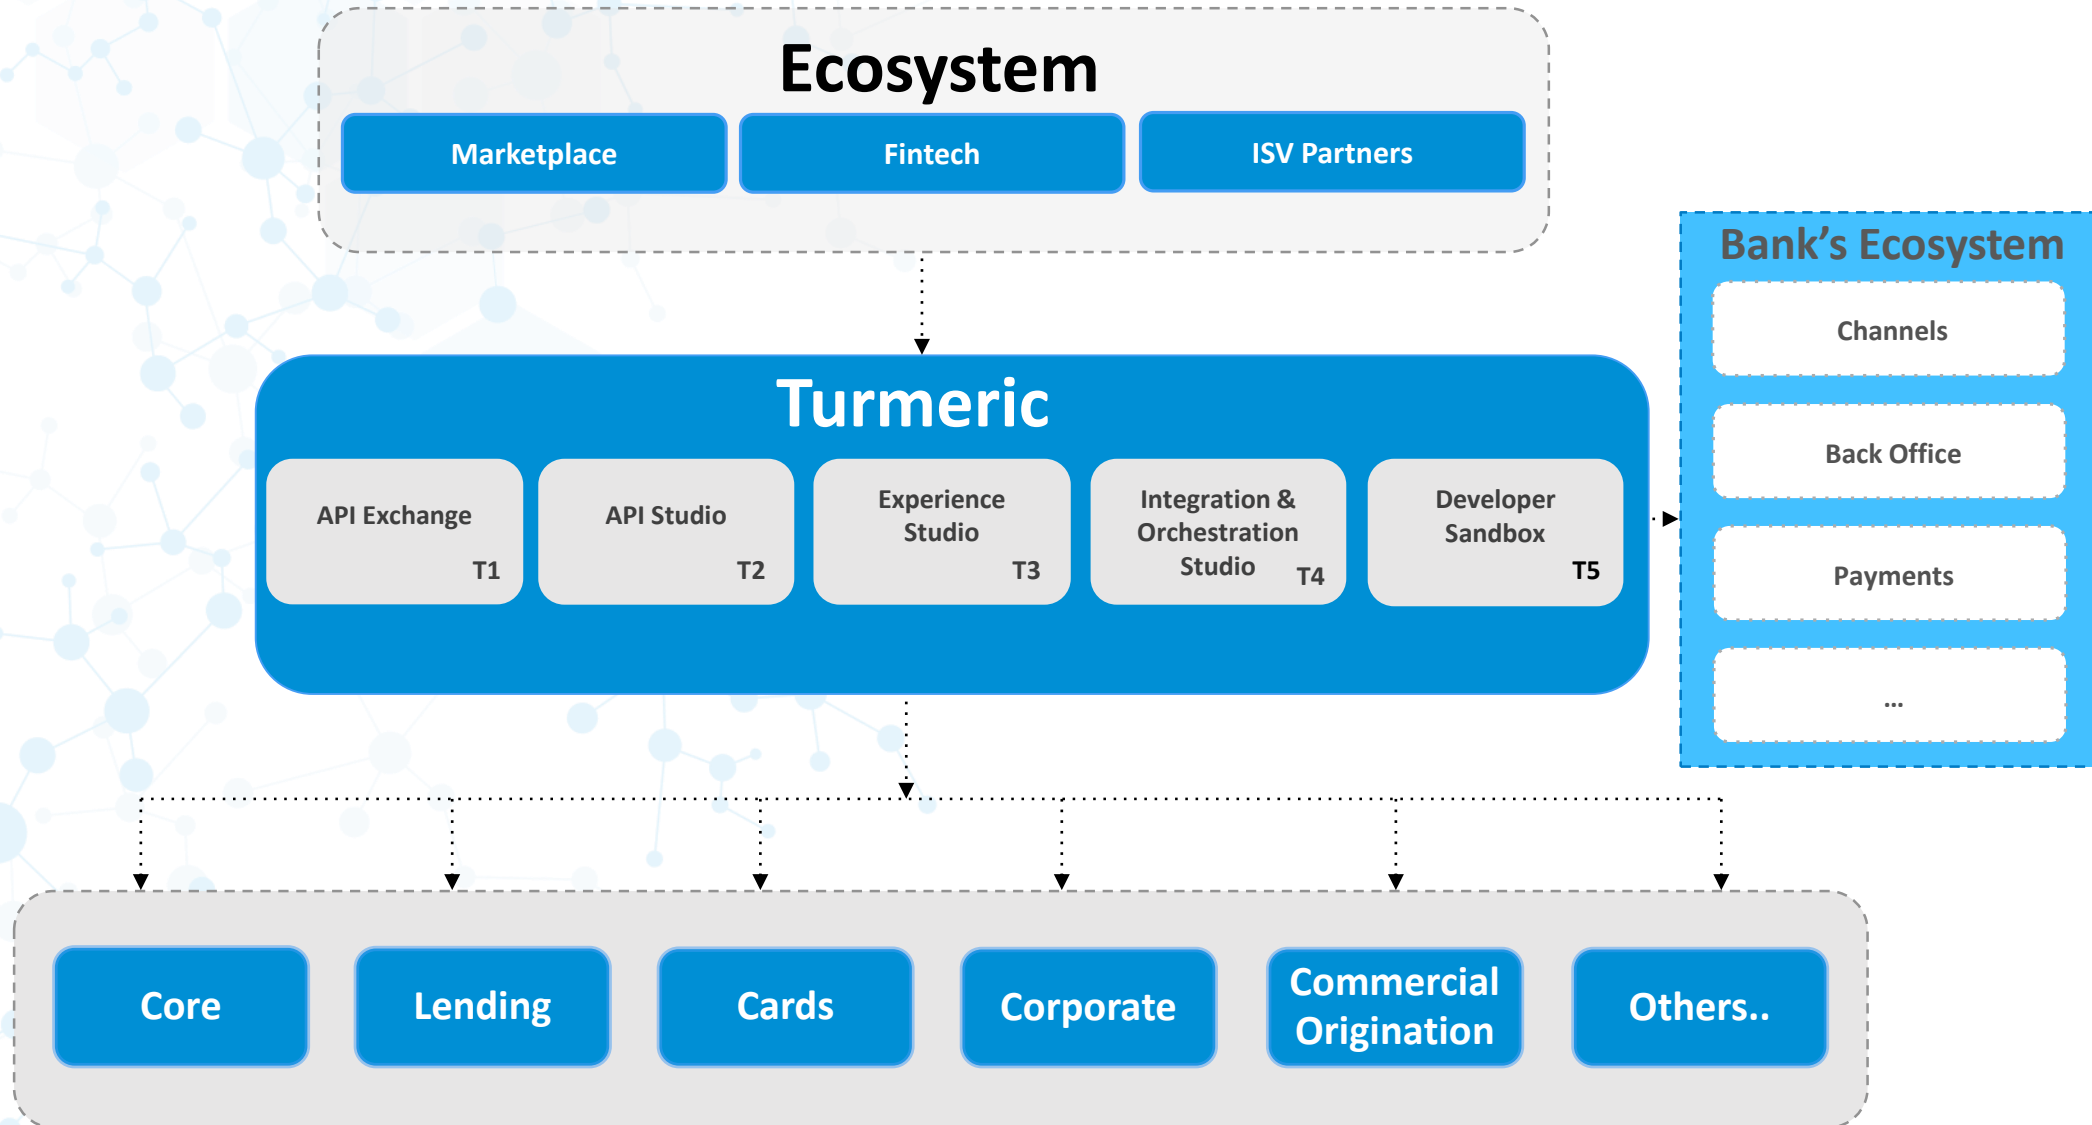 Ecosystem
Marketplace
Fintech
ISV Partners
Bank’s Ecosystem
Channels
Back Office
Payments
...
Turmeric
API Exchange
T1
API Studio
T2
Experience
Studio
T3
Integration &
Orchestration
Studio
T4
Developer
Sandbox
T5
Core
Lending
Cards
Corporate
Commercial
Origination
Others..